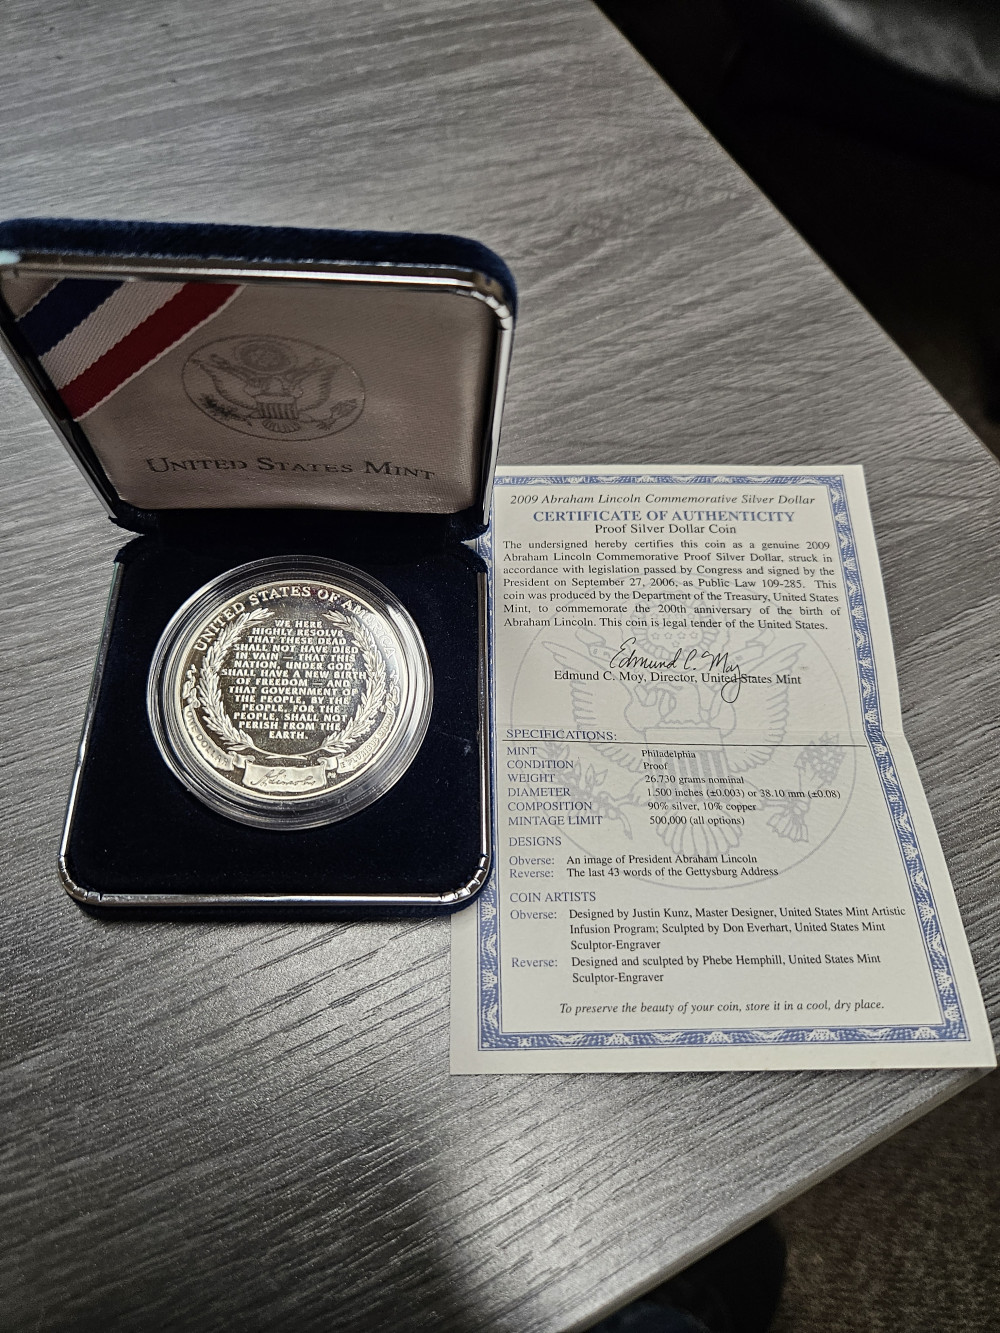 UNITED STATES MINT
UNITED STATES OF AMERICA
WE HERE
HIGHLY RESOLVE
THAT THESE DEAD
SHALL NOT HAVE DIED
IN VAIN — THAT THIS
NATION, UNDER GOD,
SHALL HAVE A NEW BIRTH
OF FREEDOM — AND
THAT GOVERNMENT OF
THE PEOPLE, BY THE
PEOPLE, FOR THE
PEOPLE, SHALL NOT
PERISH FROM THE
EARTH.
ONE DOLLAR
E PLURIBUS UNUM
A. Lincoln
2009 Abraham Lincoln Commemorative Silver Dollar
CERTIFICATE OF AUTHENTICITY
Proof Silver Dollar Coin
The undersigned hereby certifies this coin as a genuine 2009
Abraham Lincoln Commemorative Proof Silver Dollar, struck in
accordance with legislation passed by Congress and signed by the
President on September 27, 2006, as Public Law 109-285. This
coin was produced by the Department of the Treasury, United States
Mint, to commemorate the 200th anniversary of the birth of
Abraham Lincoln. This coin is legal tender of the United States.
Edmund C. Moy
Edmund C. Moy, Director, United States Mint
SPECIFICATIONS:
MINT Philadelphia
CONDITION Proof
WEIGHT 26.730 grams nominal
DIAMETER 1.500 inches (±0.003) or 38.10 mm (±0.08)
COMPOSITION 90% silver, 10% copper
MINTAGE LIMIT 500,000 (all options)
DESIGNS
Obverse: An image of President Abraham Lincoln
Reverse: The last 43 words of the Gettysburg Address
COIN ARTISTS
Obverse: Designed by Justin Kunz, Master Designer, United States Mint Artistic
Infusion Program; Sculpted by Don Everhart, United States Mint
Sculptor-Engraver
Reverse: Designed and sculpted by Phebe Hemphill, United States Mint
Sculptor-Engraver
To preserve the beauty of your coin, store it in a cool, dry place.